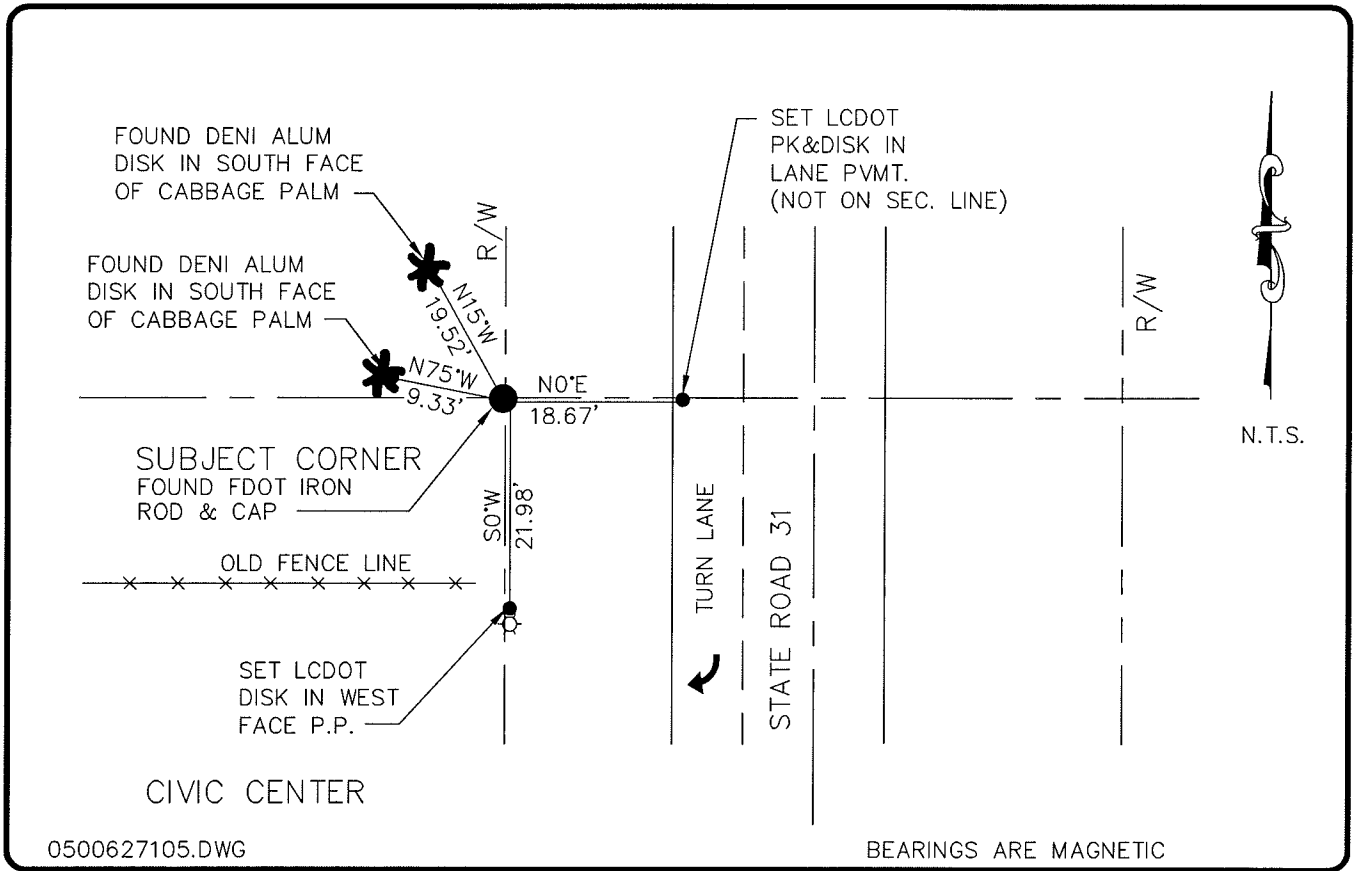 FOUND DENI ALUM
DISK IN SOUTH FACE
OF CABBAGE PALM
SET LCDOT
PK&DISK IN
LANE PVMT.
(NOT ON SEC. LINE)
R/W
FOUND DENI ALUM
DISK IN SOUTH FACE
OF CABBAGE PALM
N15°W
19.52'
R/W
N75°W
9.33'
N0°E
18.67'
N.T.S.
SUBJECT CORNER
FOUND FDOT IRON
ROD & CAP
S0°W
21.98'
TURN LANE
STATE ROAD 31
OLD FENCE LINE
SET LCDOT
DISK IN WEST
FACE P.P.
CIVIC CENTER
0500627105.DWG
BEARINGS ARE MAGNETIC